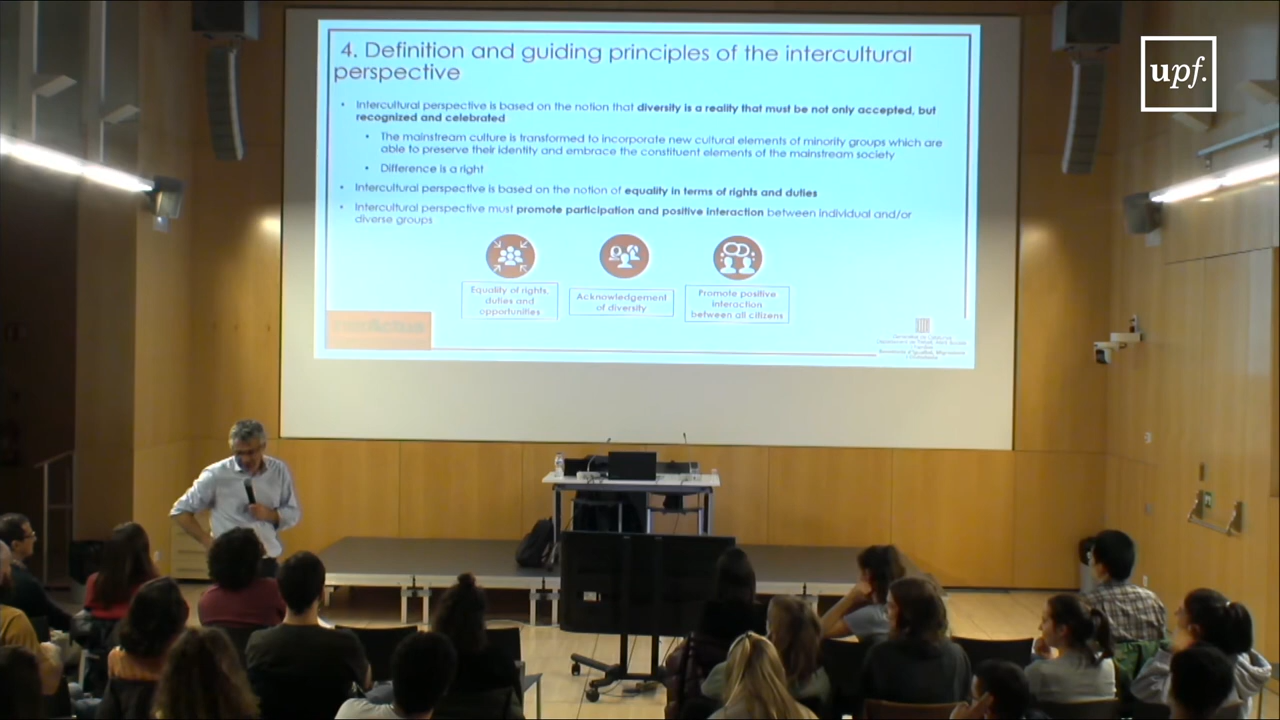 upf.
4. Definition and guiding principles of the intercultural
perspective
• Intercultural perspective is based on the notion that diversity is a reality that must be not only accepted, but
recognized and celebrated
• The mainstream culture is transformed to incorporate new cultural elements of minority groups which are
able to preserve their identity and embrace the constituent elements of the mainstream society
• Difference is a right
• Intercultural perspective is based on the notion of equality in terms of rights and duties
• Intercultural perspective must promote participation and positive interaction between individual and/or
diverse groups
Equality of rights,
duties and
opportunities
Acknowledgement
of diversity
Promote positive
interaction
between all citizens